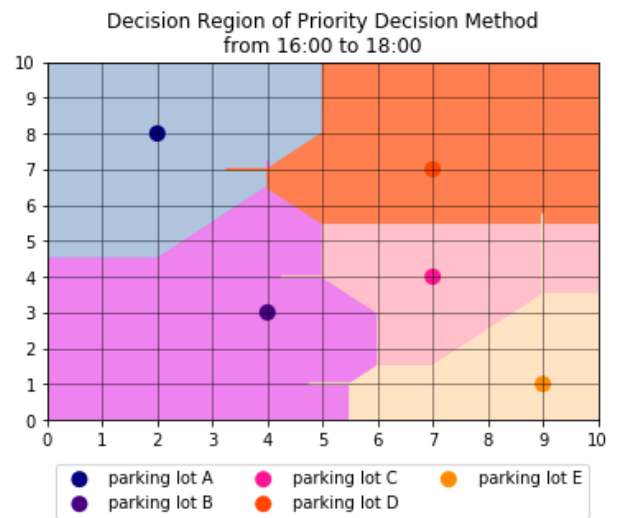 Decision Region of Priority Decision Method
from 16:00 to 18:00
10
9
8
7
6
5
4
3
2
1
0
0 1 2 3 4 5 6 7 8 9 10
parking lot A parking lot C parking lot E
parking lot B parking lot D